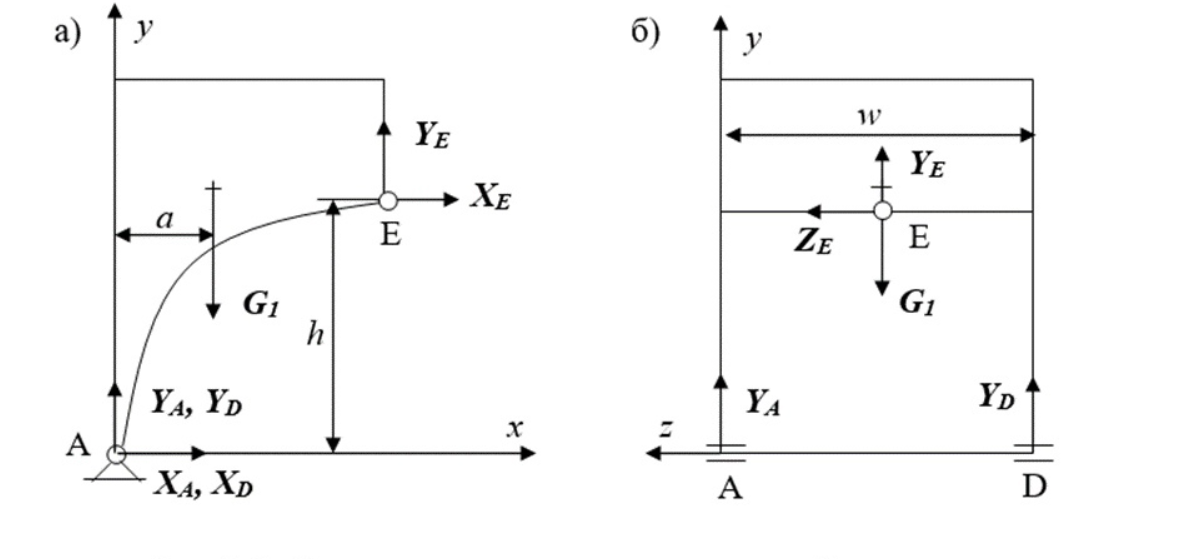 а) y
Y_E
X_E
a
E
G_1
h
Y_A, Y_D
A
x
X_A, X_D
б) y
w
Y_E
Z_E
E
G_1
Y_A
Y_D
z
A
D